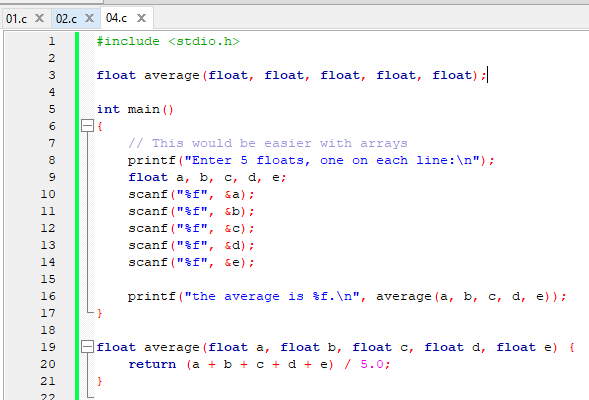 01.c X 02.c X 04.c X
1 #include <stdio.h>
2
3 float average(float, float, float, float, float);
4
5 int main()
6 {
7 // This would be easier with arrays
8 printf("Enter 5 floats, one on each line:\n");
9 float a, b, c, d, e;
10 scanf("%f", &a);
11 scanf("%f", &b);
12 scanf("%f", &c);
13 scanf("%f", &d);
14 scanf("%f", &e);
15
16 printf("the average is %f.\n", average(a, b, c, d, e));
17 }
18
19 float average(float a, float b, float c, float d, float e) {
20 return (a + b + c + d + e) / 5.0;
21 }
22